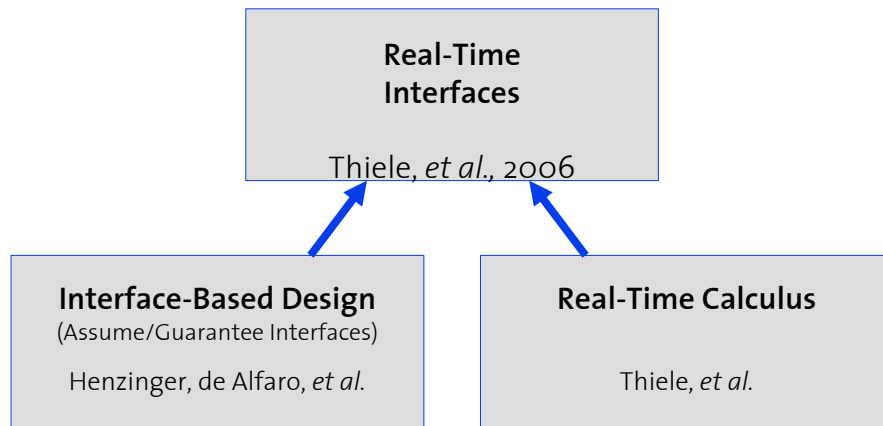 Real-Time
Interfaces
Thiele, et al., 2006
Interface-Based Design
(Assume/Guarantee Interfaces)
Henzinger, de Alfaro, et al.
Real-Time Calculus
Thiele, et al.